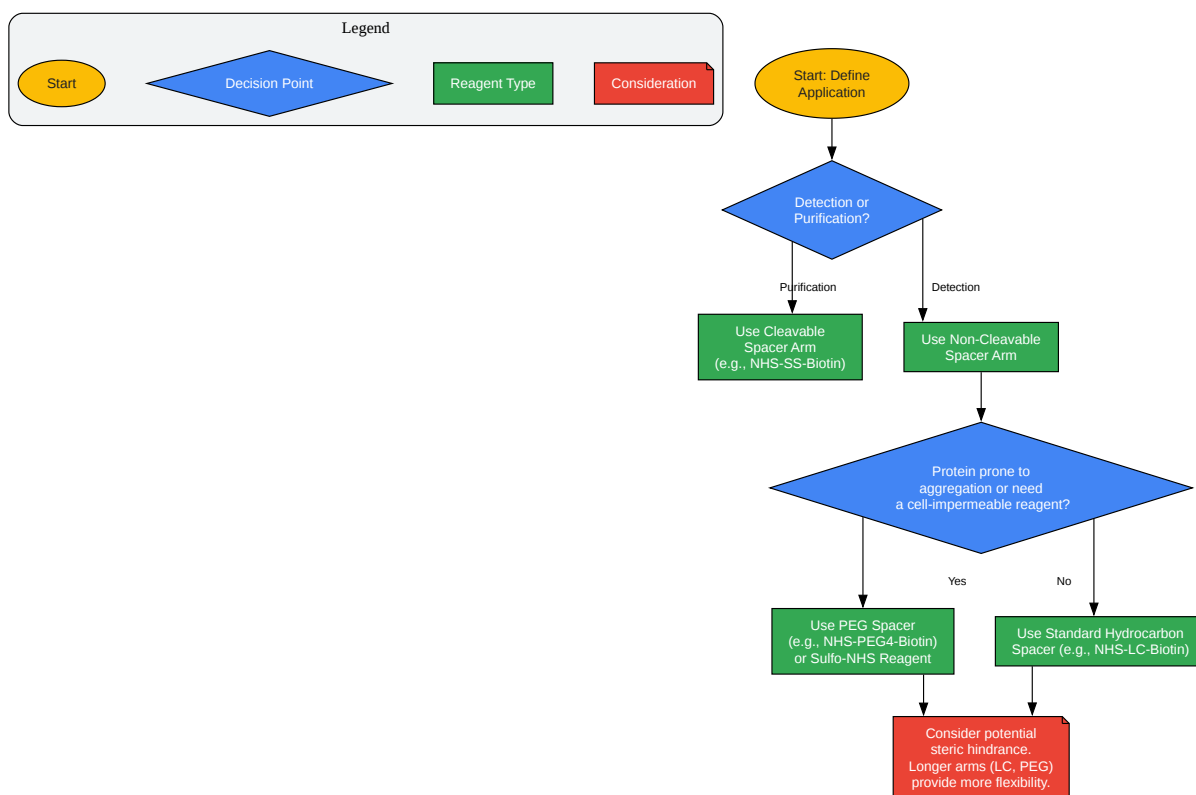 Legend
Start
Decision Point
Reagent Type
Consideration
Start: Define
Application
Detection or
Purification?
Purification
Detection
Use Cleavable
Spacer Arm
(e.g., NHS-SS-Biotin)
Use Non-Cleavable
Spacer Arm
Protein prone to
aggregation or need
a cell-impermeable reagent?
Yes
No
Use PEG Spacer
(e.g., NHS-PEG4-Biotin)
or Sulfo-NHS Reagent
Use Standard Hydrocarbon
Spacer (e.g., NHS-LC-Biotin)
Consider potential
steric hindrance.
Longer arms (LC, PEG)
provide more flexibility.